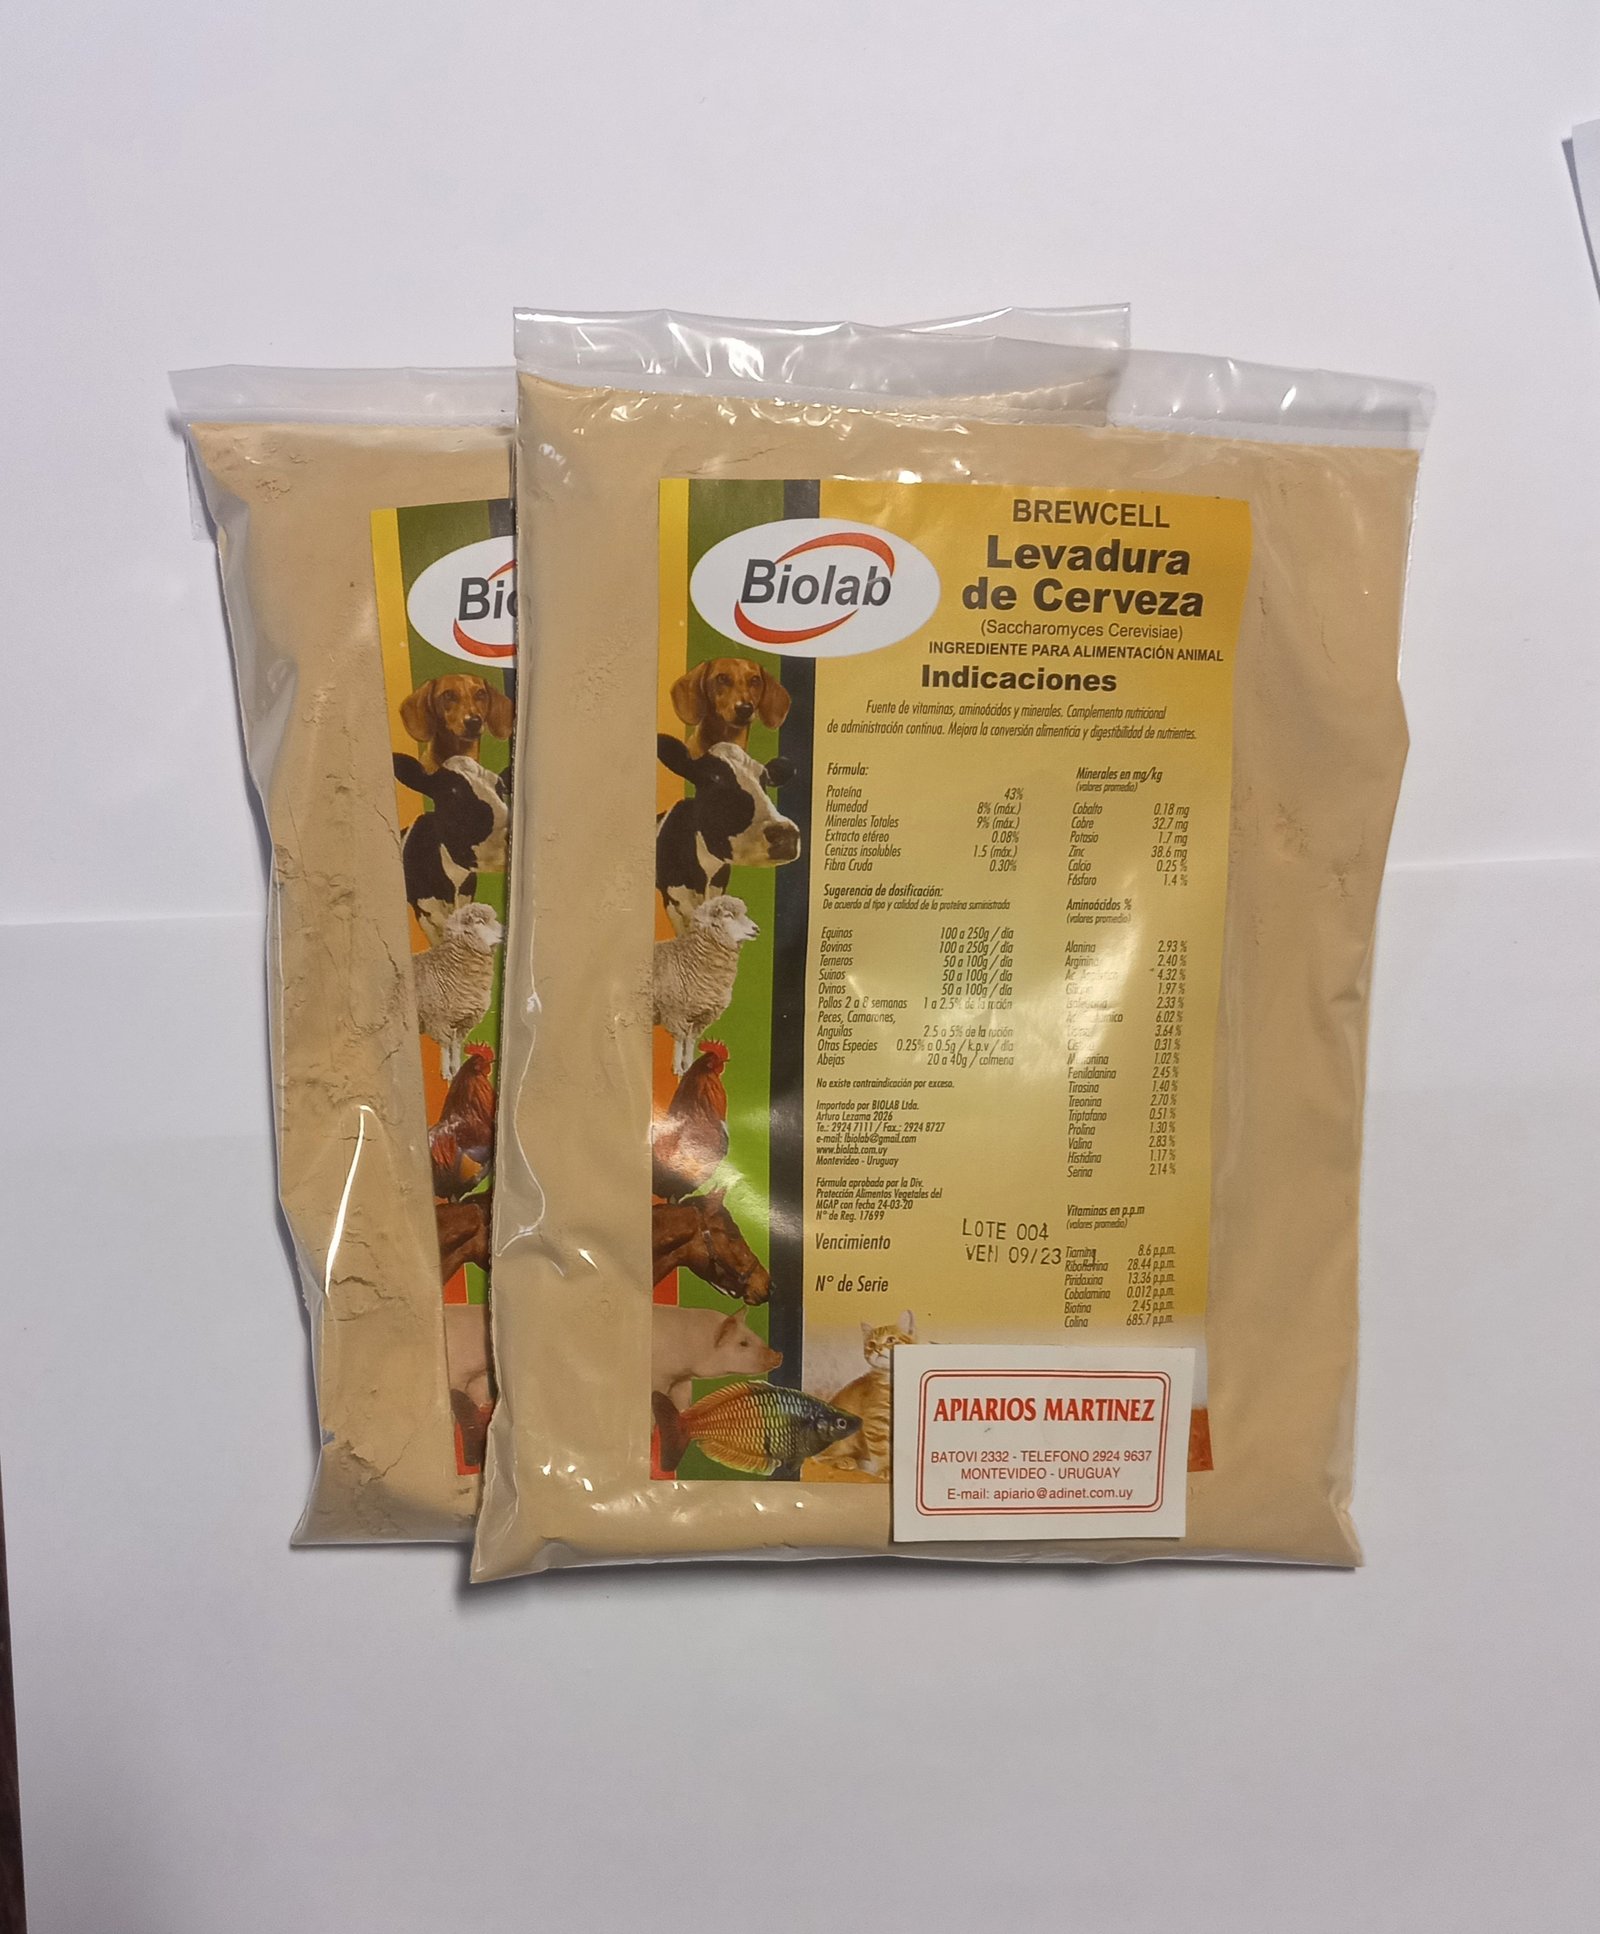 Bio
Biolab
BREWCELL
Levadura
de Cerveza
(Saccharomyces Cerevisiae)
INGREDIENTE PARA ALIMENTACIÓN ANIMAL
Indicaciones
Fuente de vitaminas, aminoácidos y minerales. Complemento nutricional
de administración continua. Mejora la conversión alimenticia y digestibilidad de nutrientes.
Fórmula:
Proteína 43%
Humedad 8% (máx.)
Minerales Totales 9% (máx.)
Extracto etéreo 0.08%
Cenizas insolubles 1.5 (máx.)
Fibra Cruda 0.30%
Sugerencia de dosificación:
De acuerdo al tipo y calidad de la proteína suministrada
Equinos 100 a 250g / día
Bovinos 100 a 250g / día
Terneros 50 a 100g / día
Suinos 50 a 100g / día
Ovinos 50 a 100g / día
Pollos 2 a 8 semanas 1 a 2.5% de la ración
Peces, Camarones,
Anguilas 2.5 a 5% de la ración
Otras Especies 0.25% a 0.5g / k.p.v / día
Abejas 20 a 40g / colmena
No existe contraindicación por exceso.
Importado por BIOLAB Ltda.
Arturo Lezama 2026
Te.: 2924 7111 / Fax.: 2924 8727
e-mail: lbiolab@gmail.com
www.biolab.com.uy
Montevideo - Uruguay
Fórmula aprobada por la Div.
Protección Alimentos Vegetales del
MGAP con fecha 24-03-20
N° de Reg. 17699
Vencimiento
N° de Serie
LOTE 004
VEN 09/23
Minerales en mg/kg
(valores promedio)
Cobalto 0.18 mg
Cobre 32.7 mg
Potasio 1.7 mg
Zinc 38.6 mg
Calcio 0.25 %
Fósforo 1.4 %
Aminoácidos %
(valores promedio)
Alanina 2.93 %
Arginina 2.40 %
Ac. 4.32 %
1.97 %
2.33 %
6.02 %
3.64 %
0.31 %
1.02 %
Fenilalanina 2.45 %
Tirosina 1.40 %
Treonina 2.70 %
Triptofano 0.51 %
Prolina 1.30 %
Valina 2.83 %
Histidina 1.17 %
Serina 2.14 %
Vitaminas en p.p.m
(valores promedio)
Tiamina 8.6 p.p.m.
Riboflavina 28.44 p.p.m.
Piridoxina 13.36 p.p.m.
Cobalamina 0.012 p.p.m.
Biotina 2.45 p.p.m.
Colina 685.7 p.p.m.
APIARIOS MARTINEZ
BATOVI 2332 - TELEFONO 2924 9637
MONTEVIDEO - URUGUAY
E-mail: apiario@adinet.com.uy